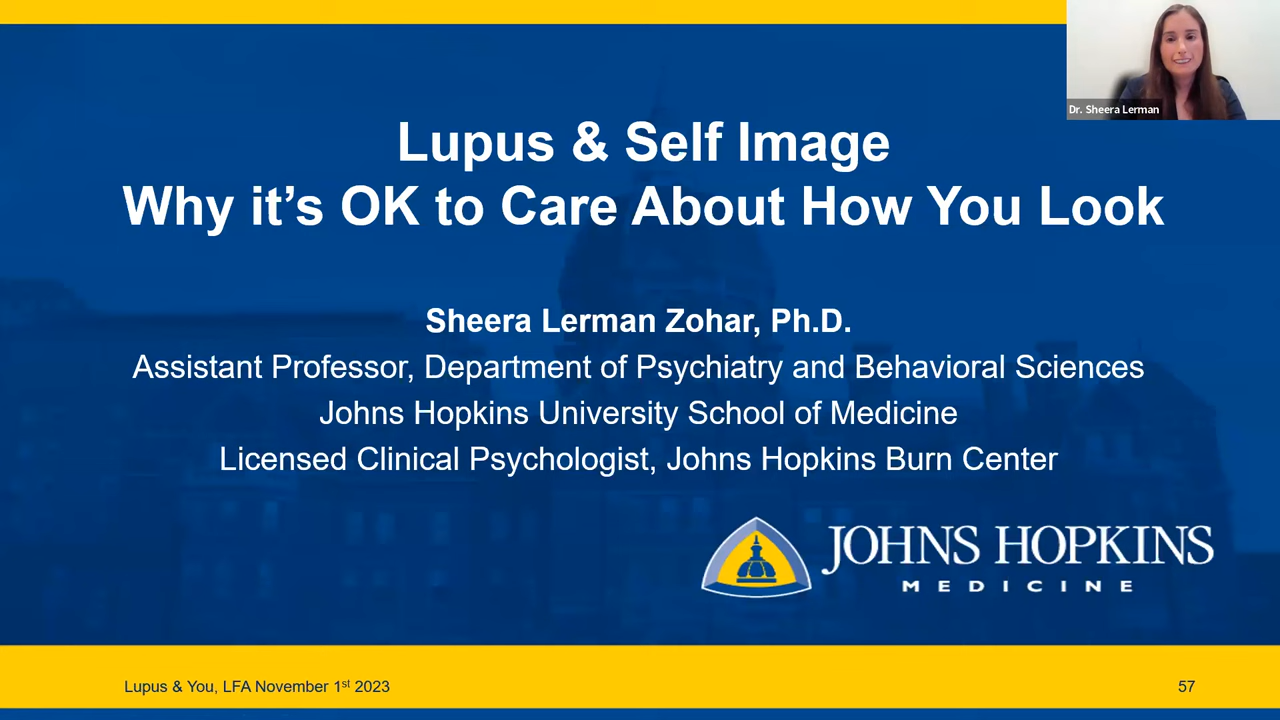 Dr. Sheera Lerman
Lupus & Self Image
Why it’s OK to Care About How You Look
Sheera Lerman Zohar, Ph.D.
Assistant Professor, Department of Psychiatry and Behavioral Sciences
Johns Hopkins University School of Medicine
Licensed Clinical Psychologist, Johns Hopkins Burn Center
JOHNS HOPKINS
MEDICINE
Lupus & You, LFA November 1st 2023
57